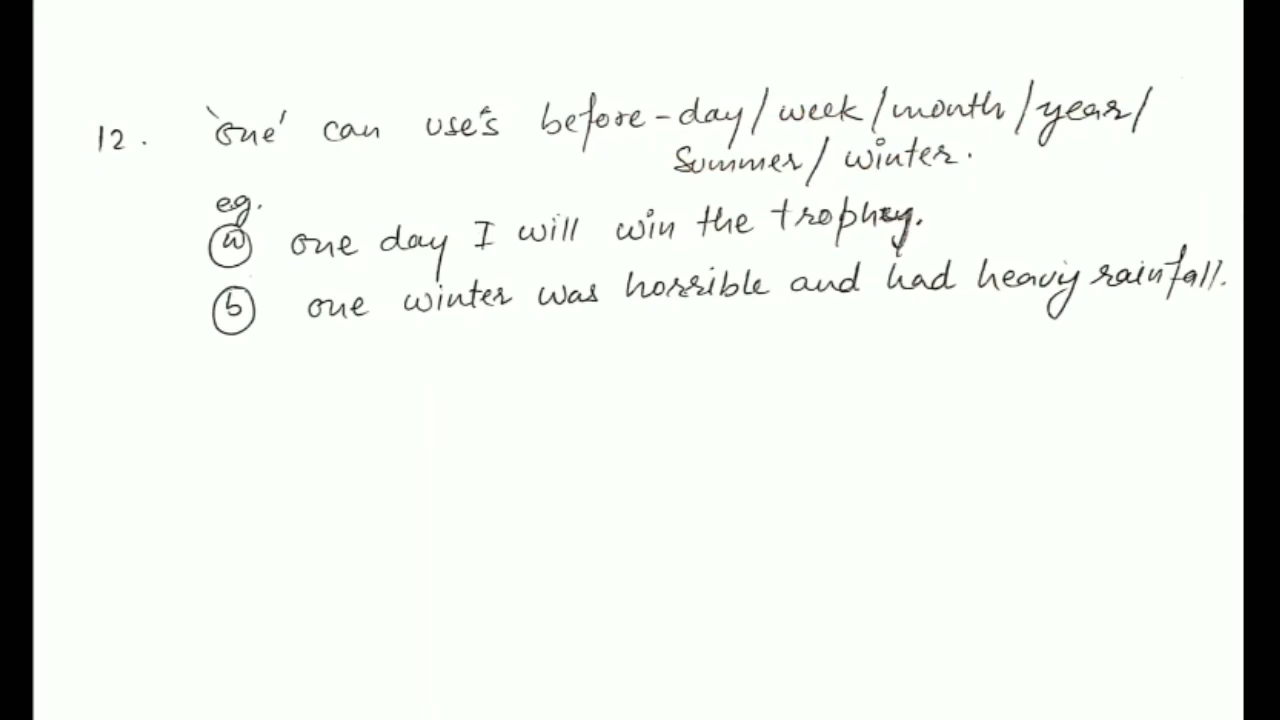 12. 'one' can use's before - day/ week / month / year/
Summer/ winter.
eg.
(a) one day I will win the trophy.
(b) one winter was horrible and had heavy rainfall.